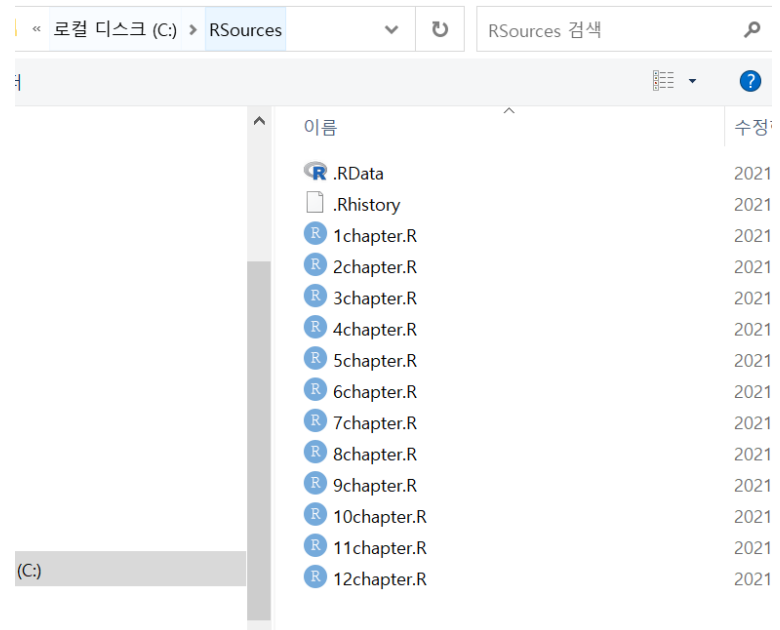 « 로컬 디스크 (C:) > RSources
RSources 검색
이름
.RData 2021
.Rhistory 2021
1chapter.R 2021
2chapter.R 2021
3chapter.R 2021
4chapter.R 2021
5chapter.R 2021
6chapter.R 2021
7chapter.R 2021
8chapter.R 2021
9chapter.R 2021
10chapter.R 2021
11chapter.R 2021
12chapter.R 2021
(C:)